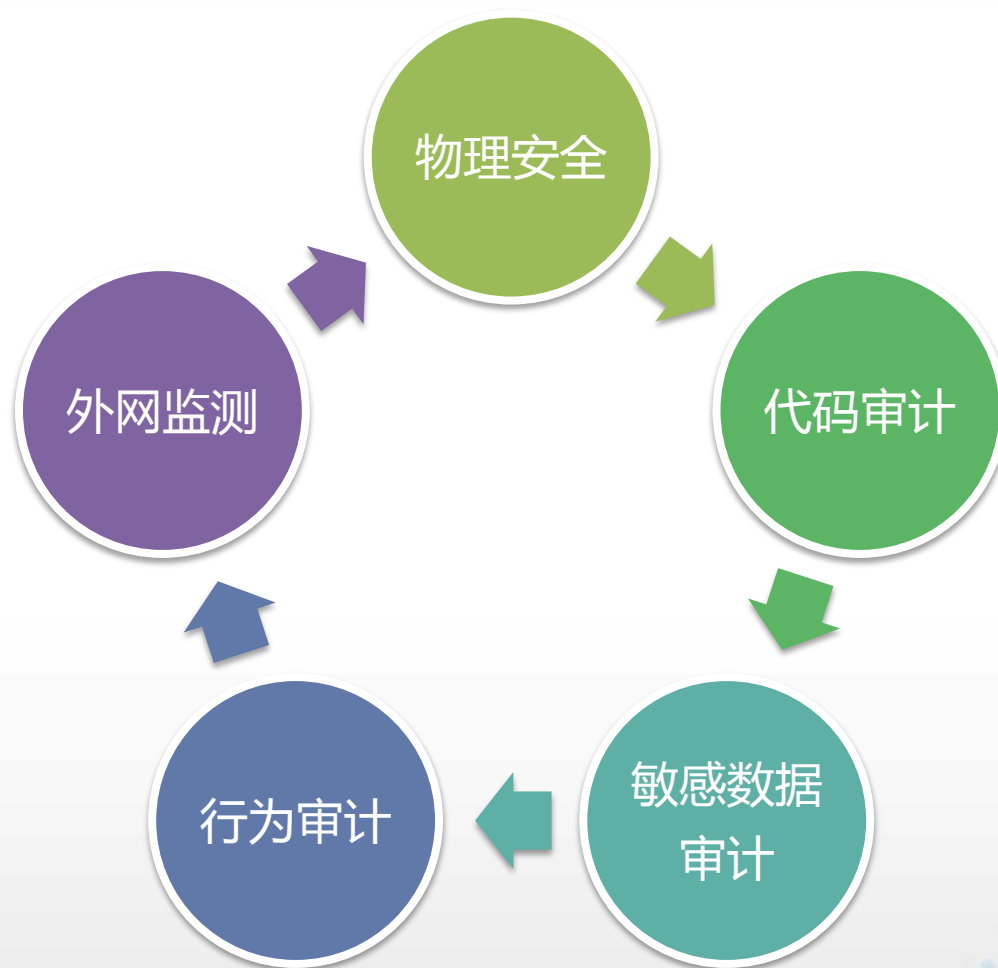 物理安全
代码审计
敏感数据
审计
行为审计
外网监测